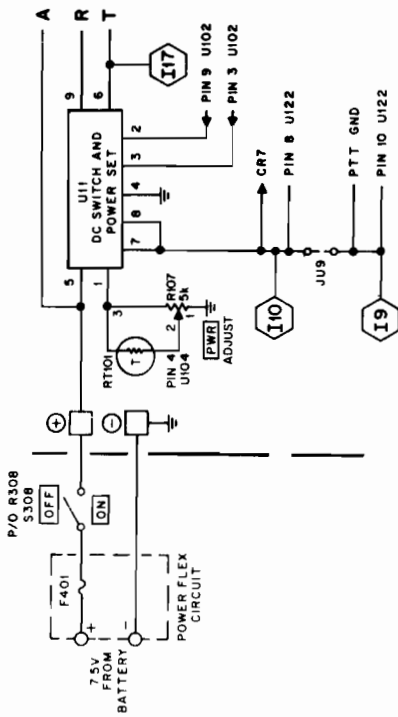 A
R
T
9
6
I17
U11
DC SWITCH AND
POWER SET
5
1
7
8
4
3
2
PIN 9 U102
PIN 3 U102
3
R107
5k
2
1
RT101
T
PIN 4
U104
PWR
ADJUST
CR7
I10
PIN 8 U122
JU9
PTT GND
I9
PIN 10 U122
+
-
P/O R308
S308
OFF
ON
F401
+
-
7.5V
FROM
BATTERY
POWER FLEX
CIRCUIT